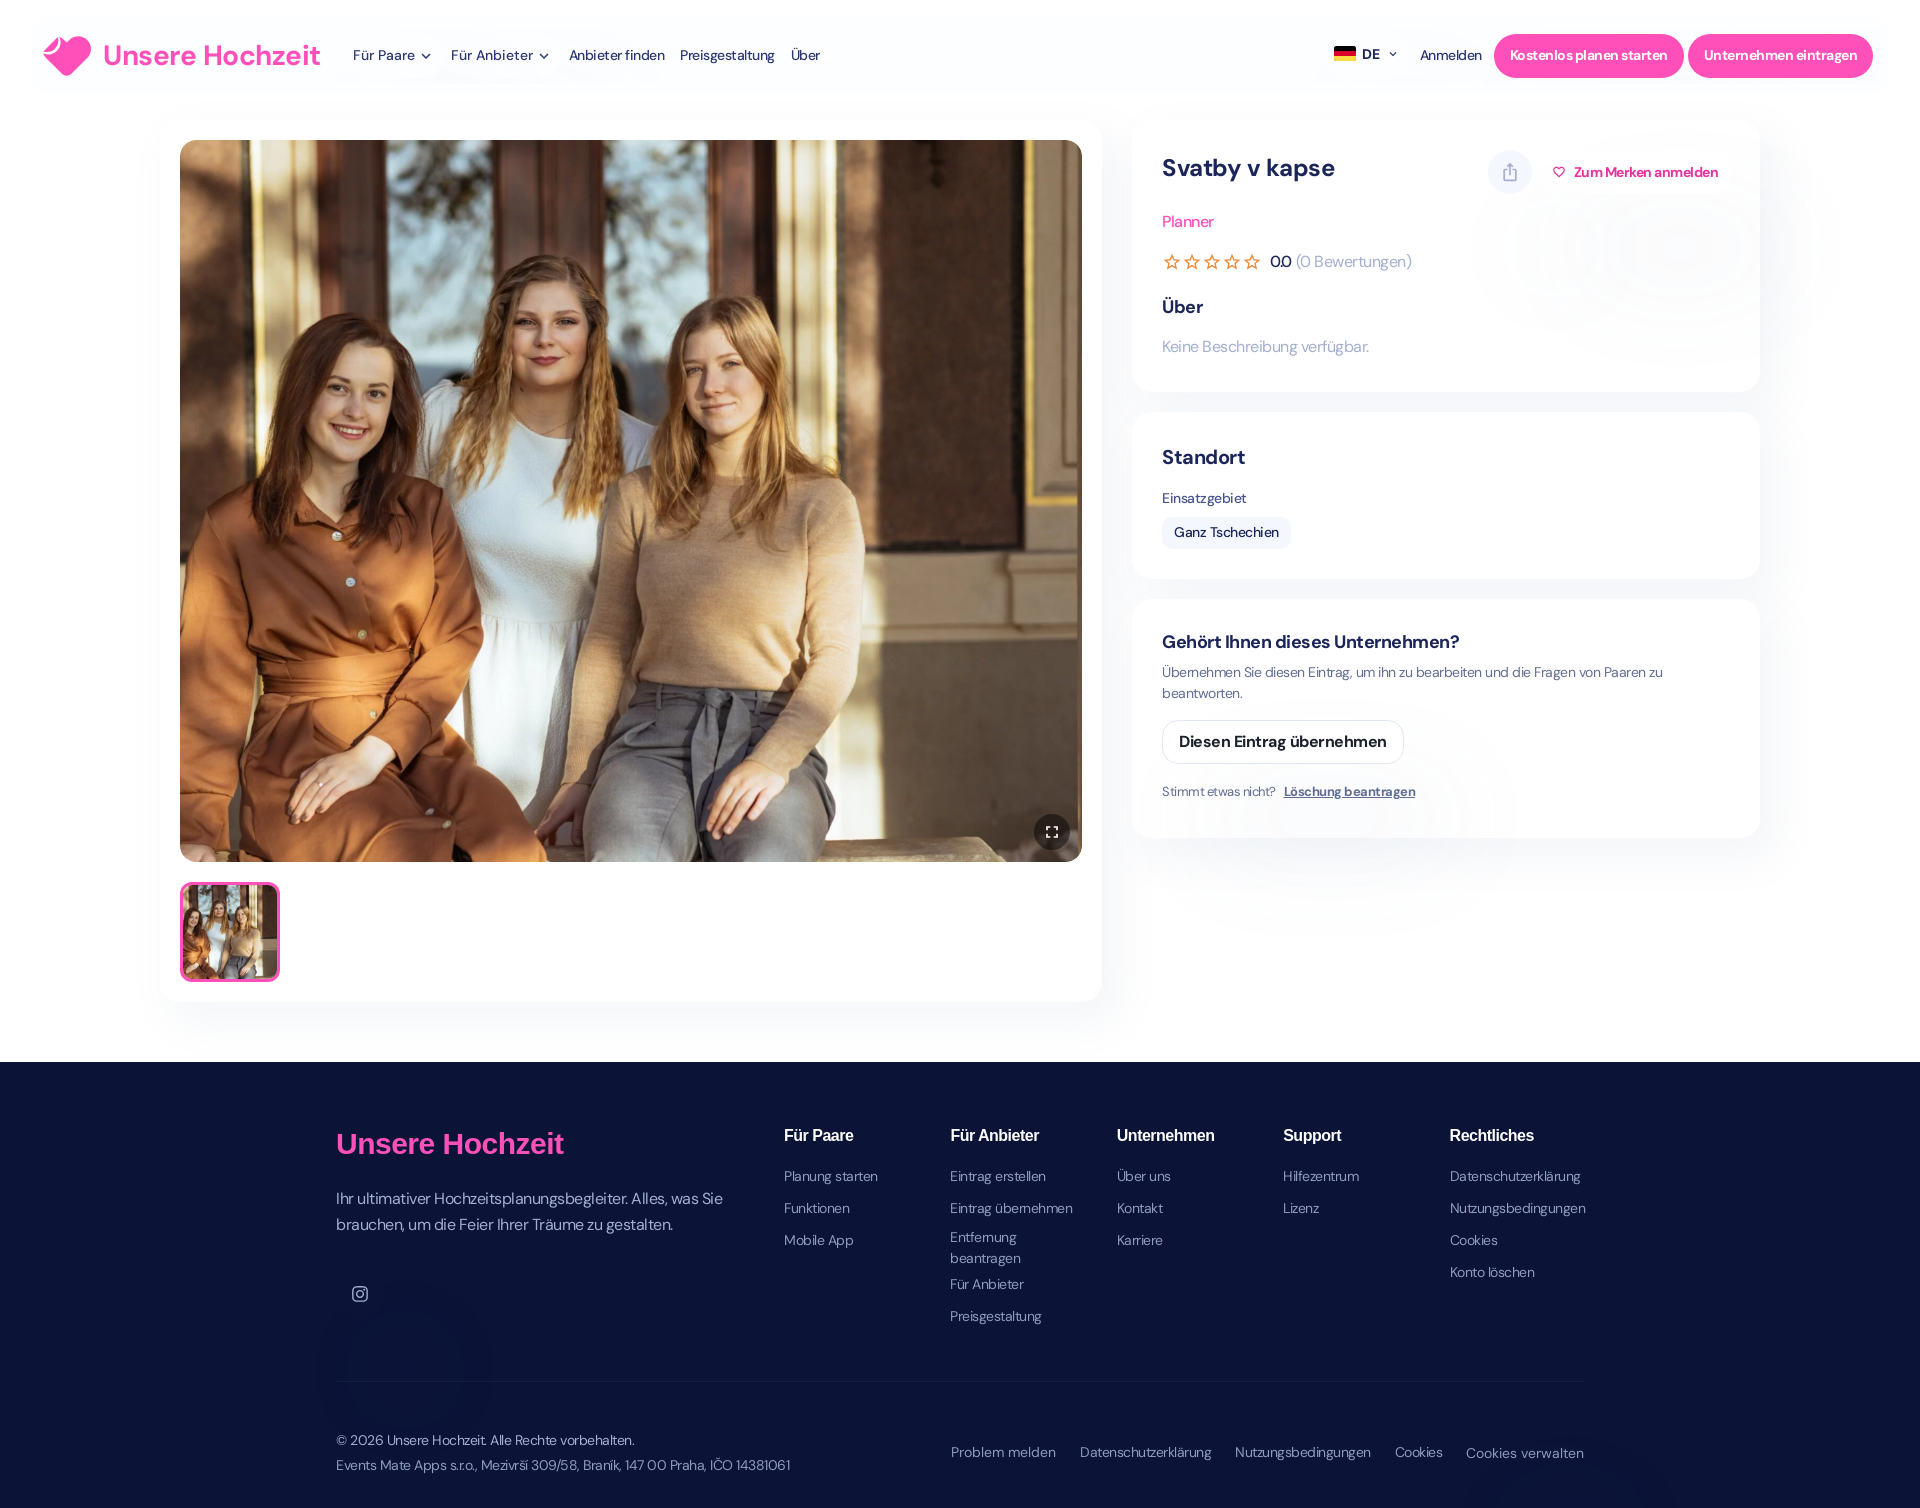 Unsere Hochzeit
Für Paare
Für Anbieter
Anbieter finden
Preisgestaltung
Über
DE
Anmelden
Kostenlos planen starten
Unternehmen eintragen
Svatby v kapse
Zum Merken anmelden
Planner
0.0 (0 Bewertungen)
Über
Keine Beschreibung verfügbar.
Standort
Einsatzgebiet
Ganz Tschechien
Gehört Ihnen dieses Unternehmen?
Übernehmen Sie diesen Eintrag, um ihn zu bearbeiten und die Fragen von Paaren zu
beantworten.
Diesen Eintrag übernehmen
Stimmt etwas nicht? Löschung beantragen
Unsere Hochzeit
Ihr ultimativer Hochzeitsplanungsbegleiter. Alles, was Sie
brauchen, um die Feier Ihrer Träume zu gestalten.
Für Paare
Planung starten
Funktionen
Mobile App
Für Anbieter
Eintrag erstellen
Eintrag übernehmen
Entfernung
beantragen
Für Anbieter
Preisgestaltung
Unternehmen
Über uns
Kontakt
Karriere
Support
Hilfezentrum
Lizenz
Rechtliches
Datenschutzerklärung
Nutzungsbedingungen
Cookies
Konto löschen
© 2026 Unsere Hochzeit. Alle Rechte vorbehalten.
Events Mate Apps s.r.o., Mezivrší 309/58, Braník, 147 00 Praha, IČO 14381061
Problem melden
Datenschutzerklärung
Nutzungsbedingungen
Cookies
Cookies verwalten